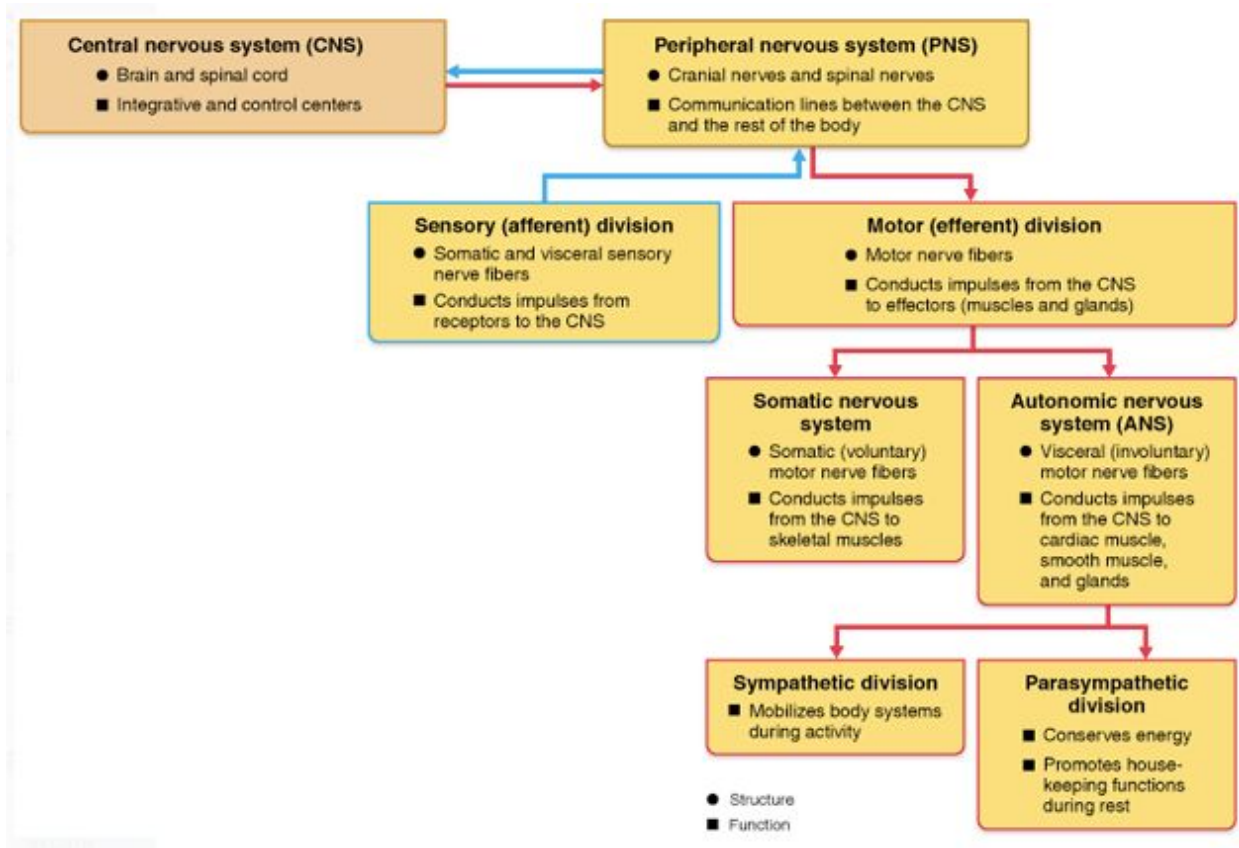 Central nervous system (CNS)
● Brain and spinal cord
■ Integrative and control centers
Peripheral nervous system (PNS)
● Cranial nerves and spinal nerves
■ Communication lines between the CNS
and the rest of the body
Sensory (afferent) division
● Somatic and visceral sensory
nerve fibers
■ Conducts impulses from
receptors to the CNS
Motor (efferent) division
● Motor nerve fibers
■ Conducts impulses from the CNS
to effectors (muscles and glands)
Somatic nervous
system
● Somatic (voluntary)
motor nerve fibers
■ Conducts impulses
from the CNS to
skeletal muscles
Autonomic nervous
system (ANS)
● Visceral (involuntary)
motor nerve fibers
■ Conducts impulses
from the CNS to
cardiac muscle,
smooth muscle,
and glands
Sympathetic division
■ Mobilizes body systems
during activity
Parasympathetic
division
■ Conserves energy
■ Promotes house-
keeping functions
during rest
● Structure
■ Function